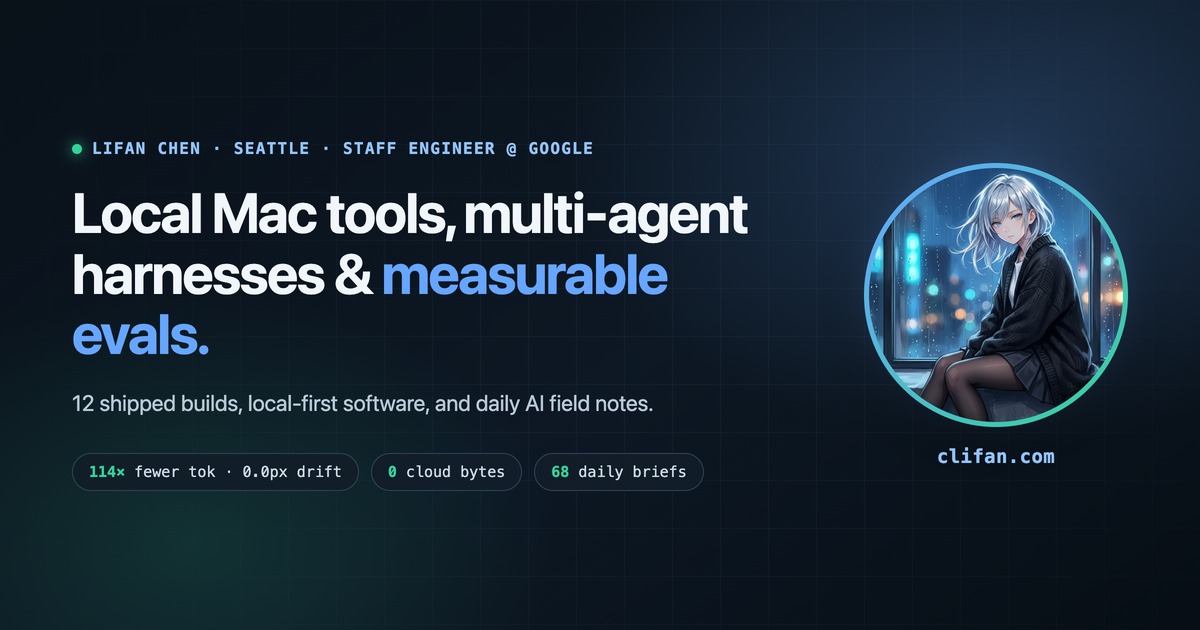 LIFAN CHEN · SEATTLE · STAFF ENGINEER @ GOOGLE
Local Mac tools, multi-agent
harnesses & measurable
evals.
12 shipped builds, local-first software, and daily AI field notes.
114× fewer tok · 0.0px drift
0 cloud bytes
68 daily briefs
clifan.com